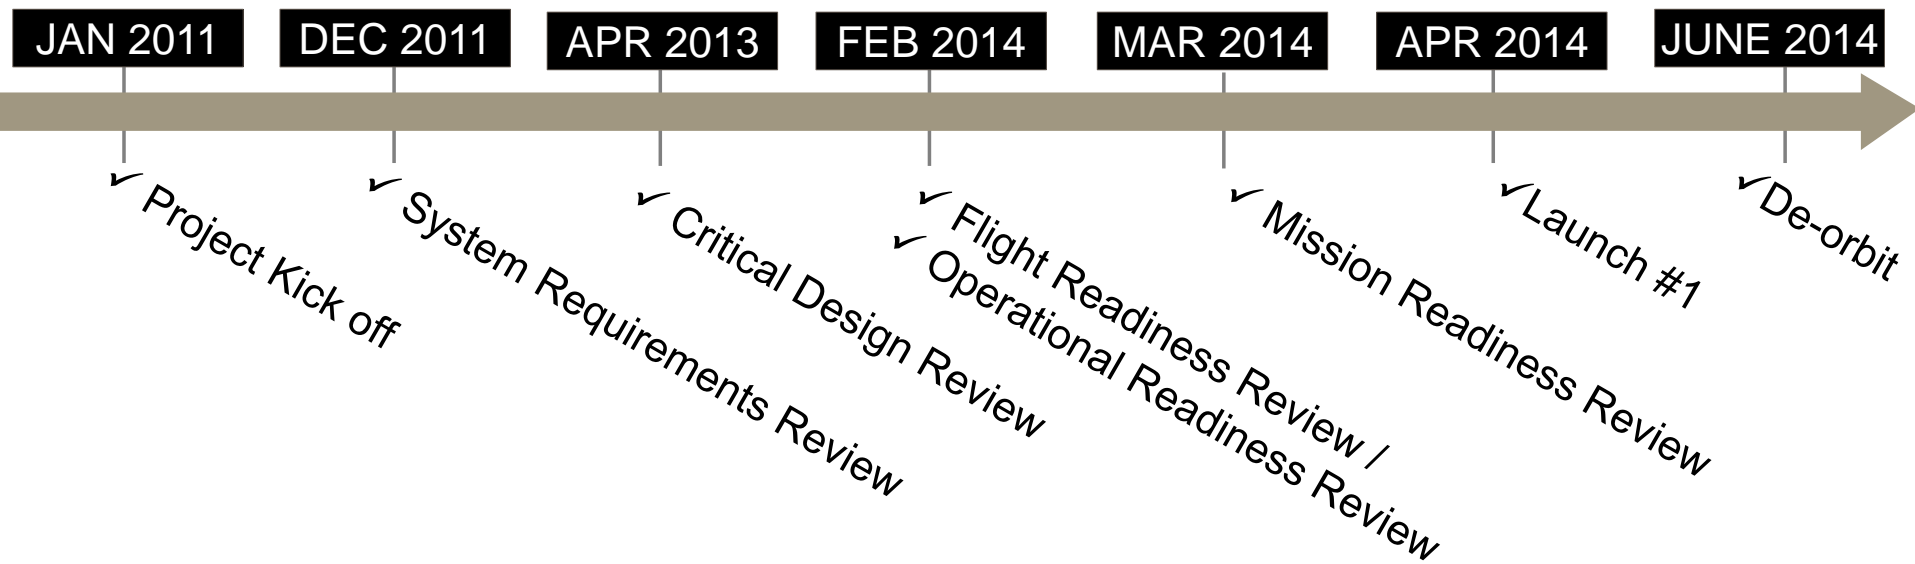 JAN 2011
DEC 2011
APR 2013
FEB 2014
MAR 2014
APR 2014
JUNE 2014
✓ Project Kick off
✓ System Requirements Review
✓ Critical Design Review
✓ Flight Readiness Review /
✓ Operational Readiness Review
✓ Mission Readiness Review
✓Launch #1
✓De-orbit